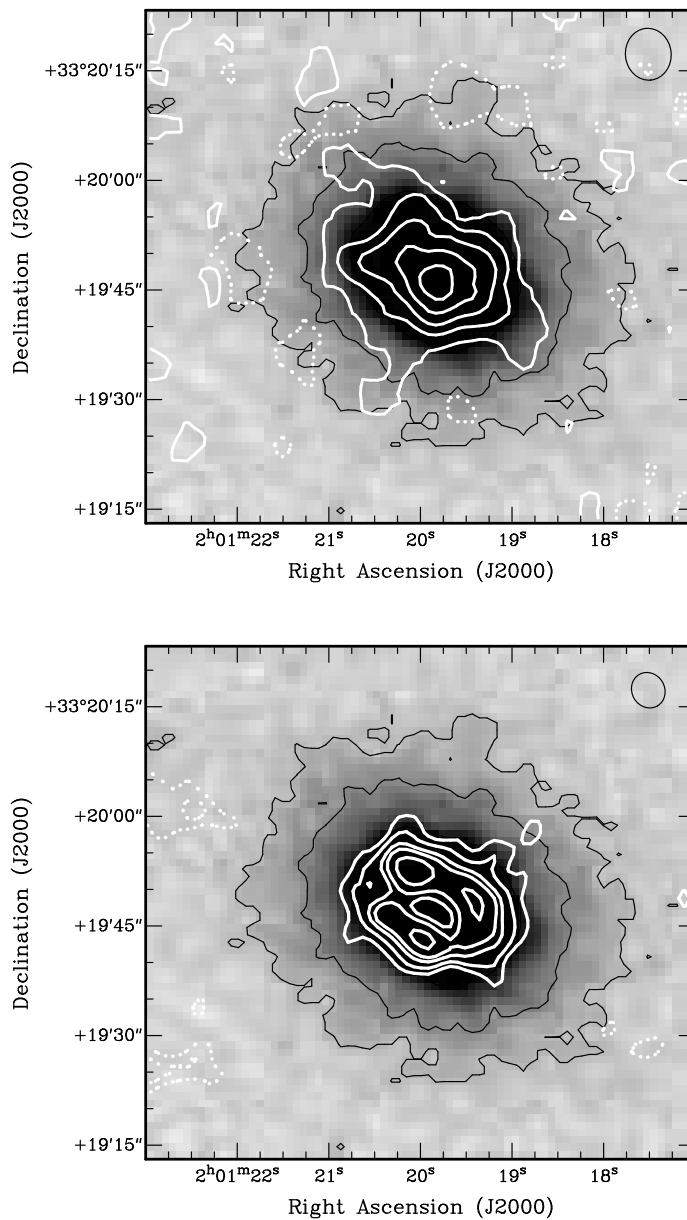 +33°20′15″
+20′00″
+19′45″
+19′30″
+19′15″
Declination (J2000)
2ʰ01ᵐ22ˢ 21ˢ 20ˢ 19ˢ 18ˢ
Right Ascension (J2000)
+33°20′15″
+20′00″
+19′45″
+19′30″
+19′15″
Declination (J2000)
2ʰ01ᵐ22ˢ 21ˢ 20ˢ 19ˢ 18ˢ
Right Ascension (J2000)